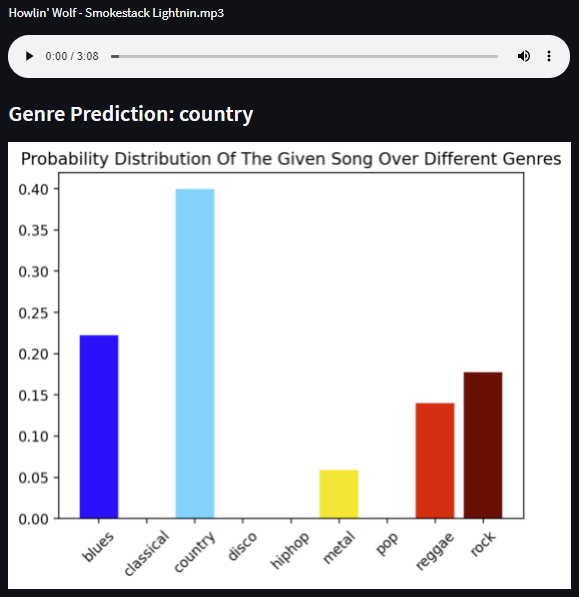 Howlin' Wolf - Smokestack Lightnin.mp3
0:00 / 3:08
Genre Prediction: country
Probability Distribution Of The Given Song Over Different Genres
0.40
0.35
0.30
0.25
0.20
0.15
0.10
0.05
0.00
blues
classical
country
disco
hiphop
metal
pop
reggae
rock